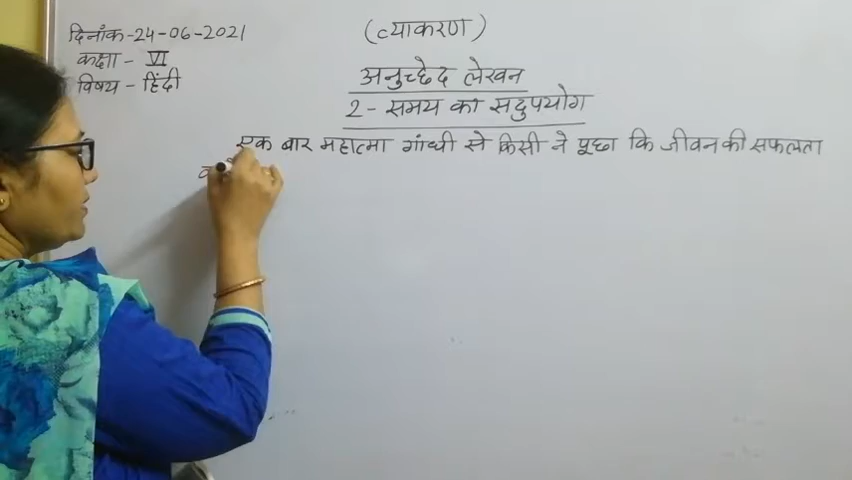 दिनांक-24-06-2021
कक्षा - VI
विषय - हिंदी
(व्याकरण)
अनुच्छेद लेखन
2-समय का सदुपयोग
एक बार महात्मा गांधी से किसी ने पूछा कि जीवन की सफलता